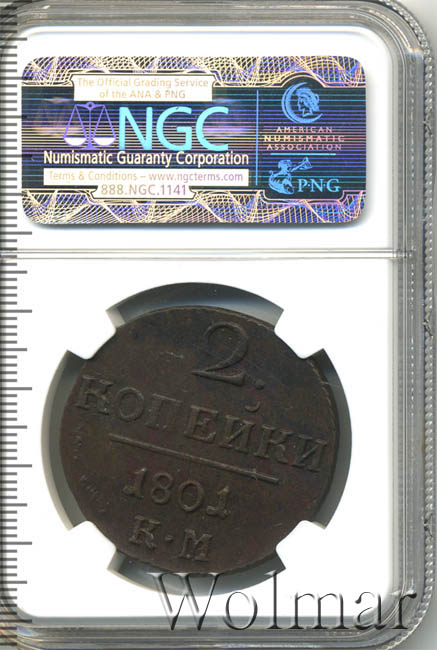 The Official Grading Service
of the ANA & PNG
NGC
Numismatic Guaranty Corporation
Terms & Conditions – www.ngcterms.com
888.NGC.1141
AMERICAN
NUMISMATIC
ASSOCIATION
PNG
2.
КОПѢЙКИ
1801
К·М
Wolmar